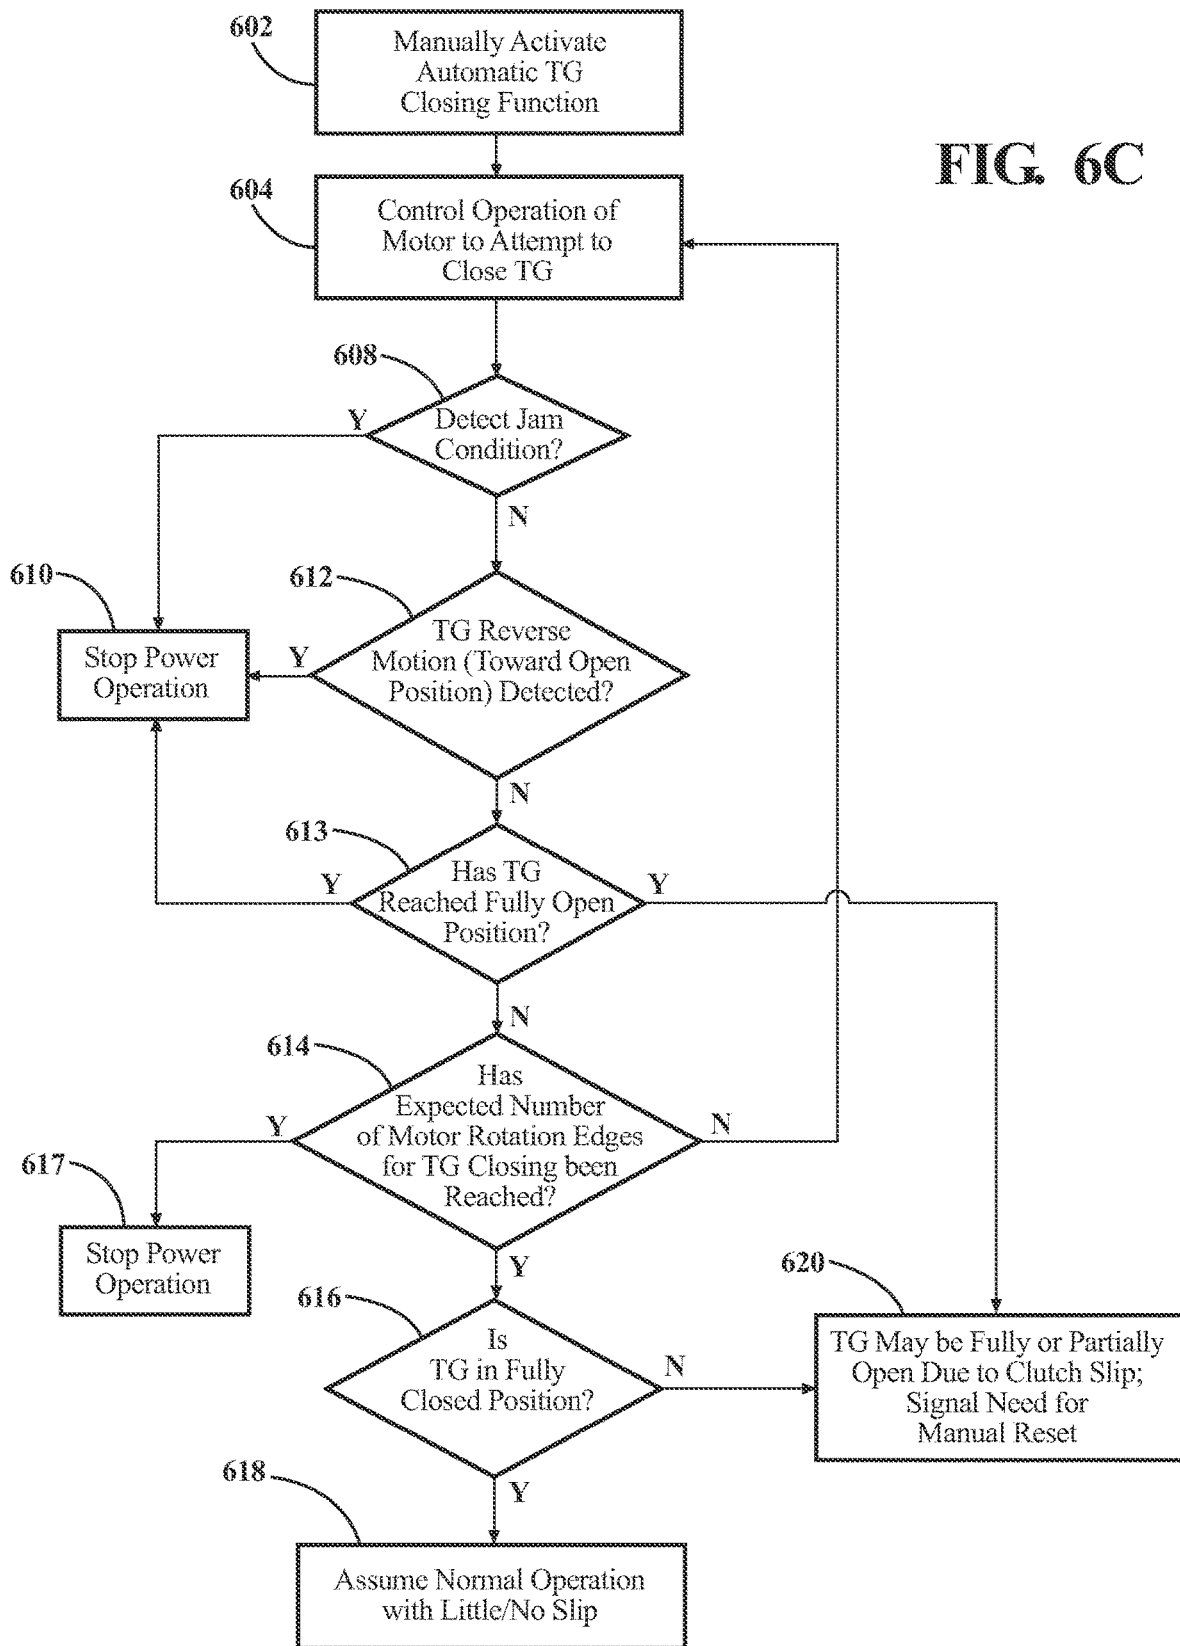 602
Manually Activate
Automatic TG
Closing Function
FIG. 6C
604
Control Operation of
Motor to Attempt to
Close TG
608
Y
Detect Jam
Condition?
N
610
Stop Power
Operation
612
Y
TG Reverse
Motion (Toward Open
Position) Detected?
N
613
Y
Has TG
Reached Fully Open
Position?
Y
N
614
Y
Has
Expected Number
of Motor Rotation Edges
for TG Closing been
Reached?
N
617
Stop Power
Operation
Y
616
Is
TG in Fully
Closed Position?
N
620
TG May be Fully or Partially
Open Due to Clutch Slip;
Signal Need for
Manual Reset
Y
618
Assume Normal Operation
with Little/No Slip